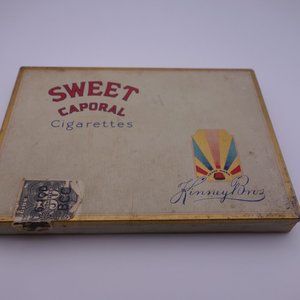 SWEET
CAPORAL
Cigarettes
Kinney Bros